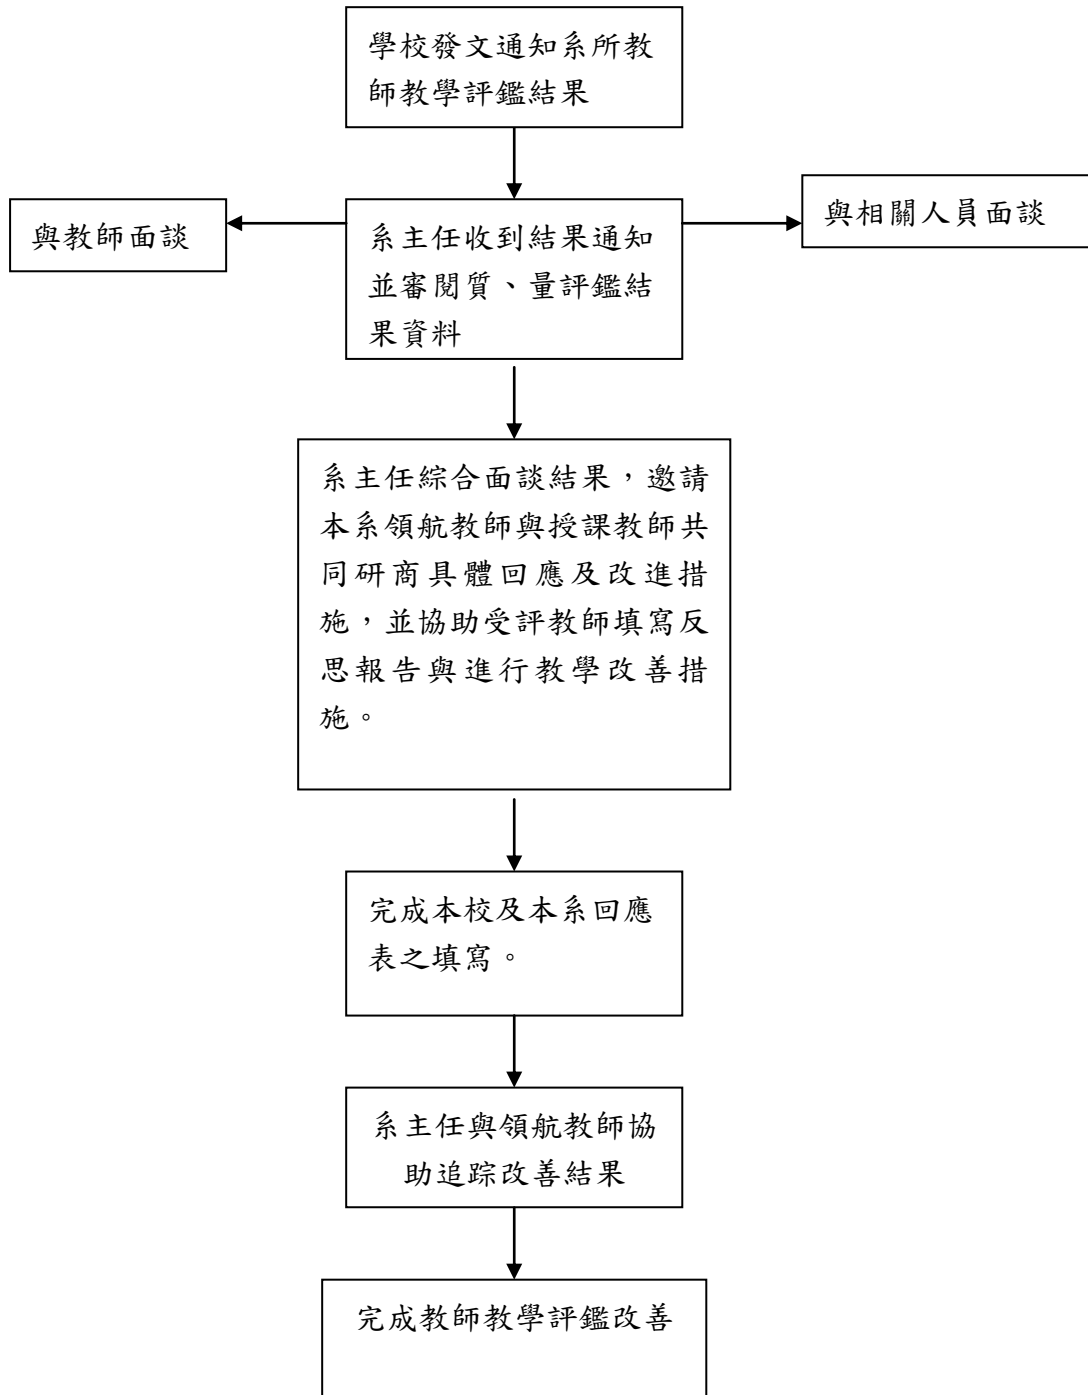 學校發文通知系所教
師教學評鑑結果
與教師面談
系主任收到結果通知
並審閱質、量評鑑結
果資料
與相關人員面談
系主任綜合面談結果，邀請
本系領航教師與授課教師共
同研商具體回應及改進措
施，並協助受評教師填寫反
思報告與進行教學改善措
施。
完成本校及本系回應
表之填寫。
系主任與領航教師協
助追踪改善結果
完成教師教學評鑑改善